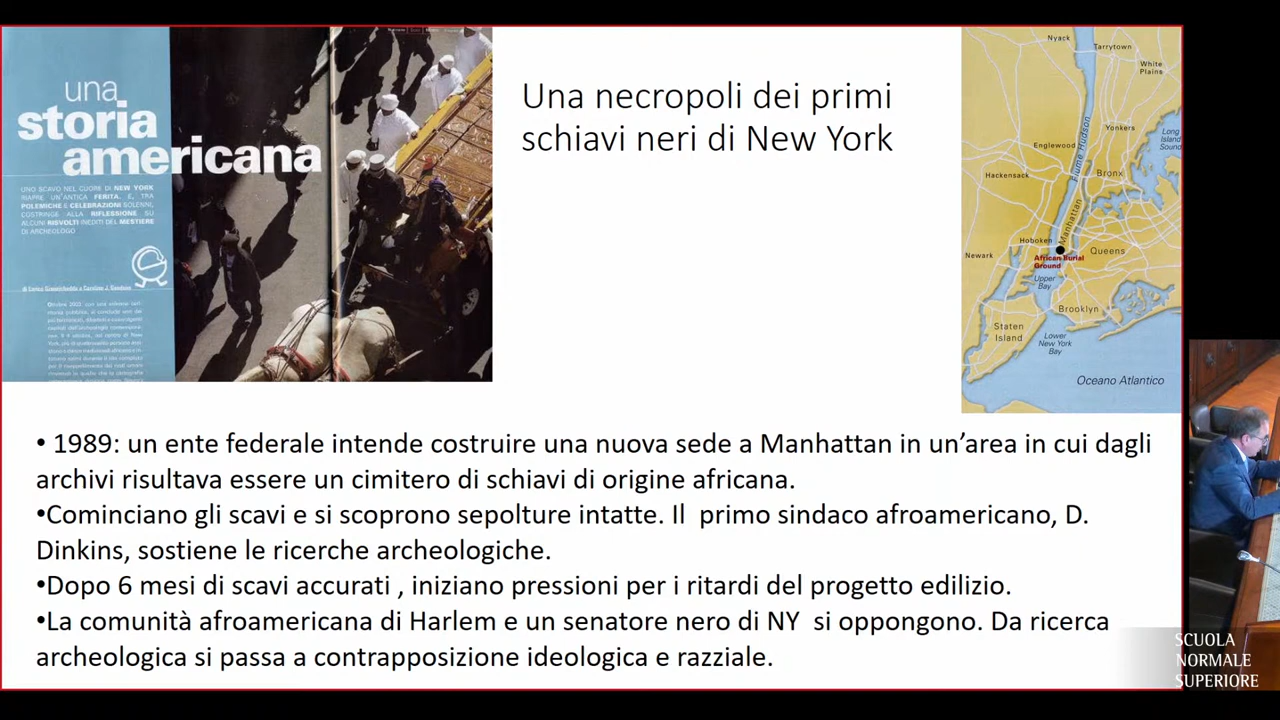 una
storia
americana
UNO SCAVO NEL CUORE DI NEW YORK
RIAPRE UN'ANTICA FERITA. E, TRA
POLEMICHE E CELEBRAZIONI SOLENNI,
COSTRINGE ALLA RIFLESSIONE SU
ALCUNI RISVOLTI INEDITI DEL MESTIERE
DI ARCHEOLOGO
Una necropoli dei primi
schiavi neri di New York
Nyack
Tarrytown
White
Plains
Fiume Hudson
Yonkers
Long
Island
Sound
Englewood
Hackensack
Bronx
Manhattan
Hoboken
Newark
Queens
African Burial
Ground
Upper
Bay
Brooklyn
Staten
Island
Lower
New York
Bay
Oceano Atlantico
• 1989: un ente federale intende costruire una nuova sede a Manhattan in un'area in cui dagli
archivi risultava essere un cimitero di schiavi di origine africana.
•Cominciano gli scavi e si scoprono sepolture intatte. Il primo sindaco afroamericano, D.
Dinkins, sostiene le ricerche archeologiche.
•Dopo 6 mesi di scavi accurati , iniziano pressioni per i ritardi del progetto edilizio.
•La comunità afroamericana di Harlem e un senatore nero di NY si oppongono. Da ricerca
archeologica si passa a contrapposizione ideologica e razziale.
SCUOLA
NORMALE
SUPERIORE